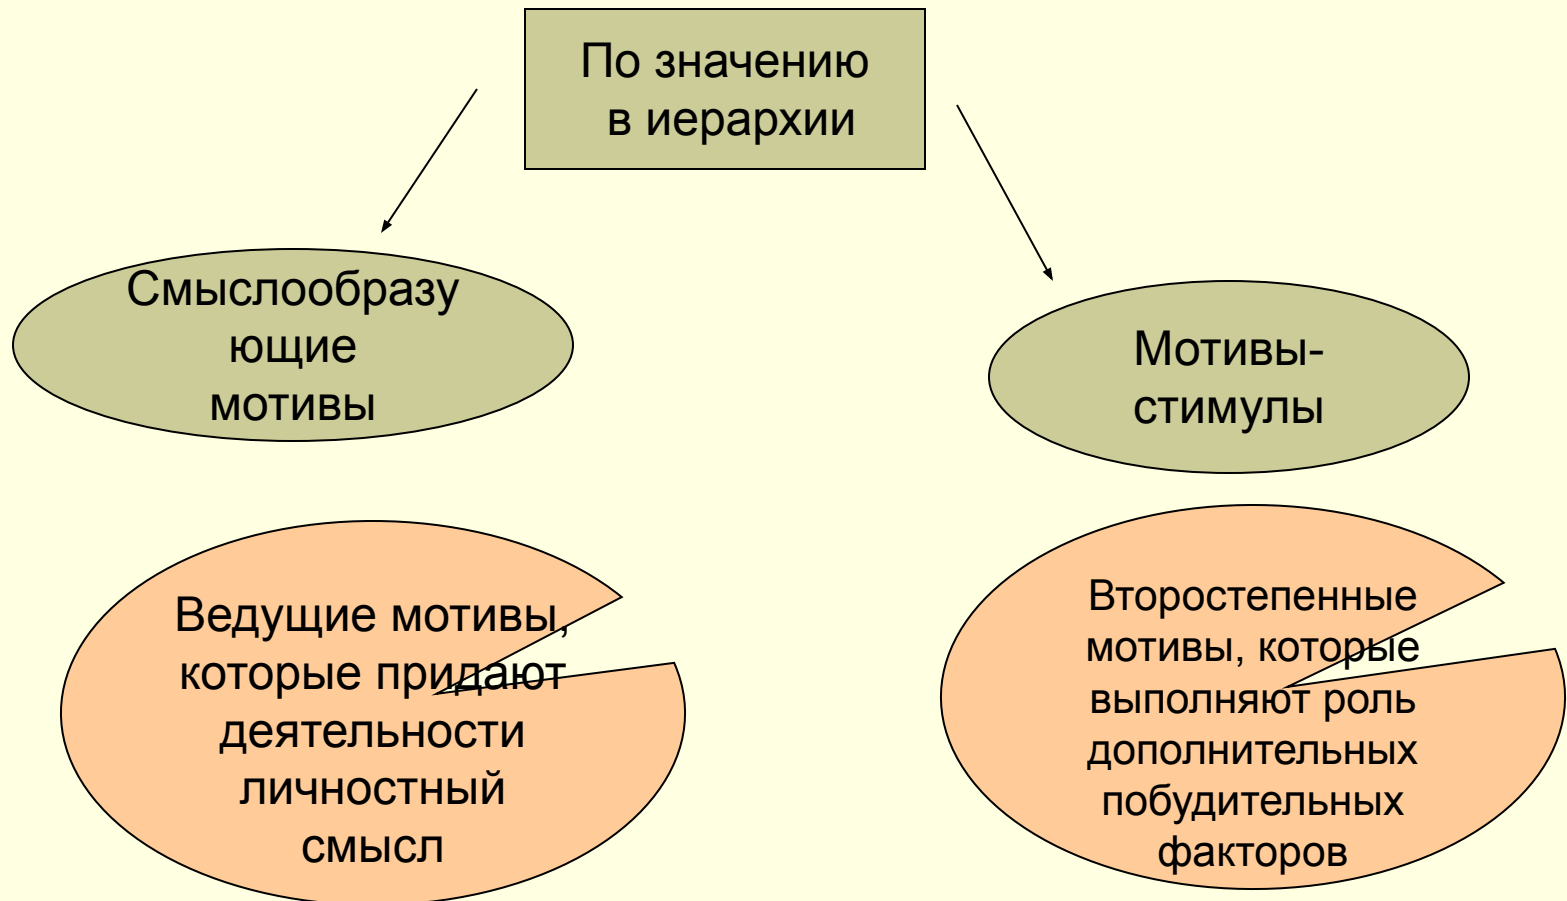 По значению
в иерархии
Смыслообразу
ющие
мотивы
Мотивы-
стимулы
Ведущие мотивы,
которые придают
деятельности
личностный
смысл
Второстепенные
мотивы, которые
выполняют роль
дополнительных
побудительных
факторов